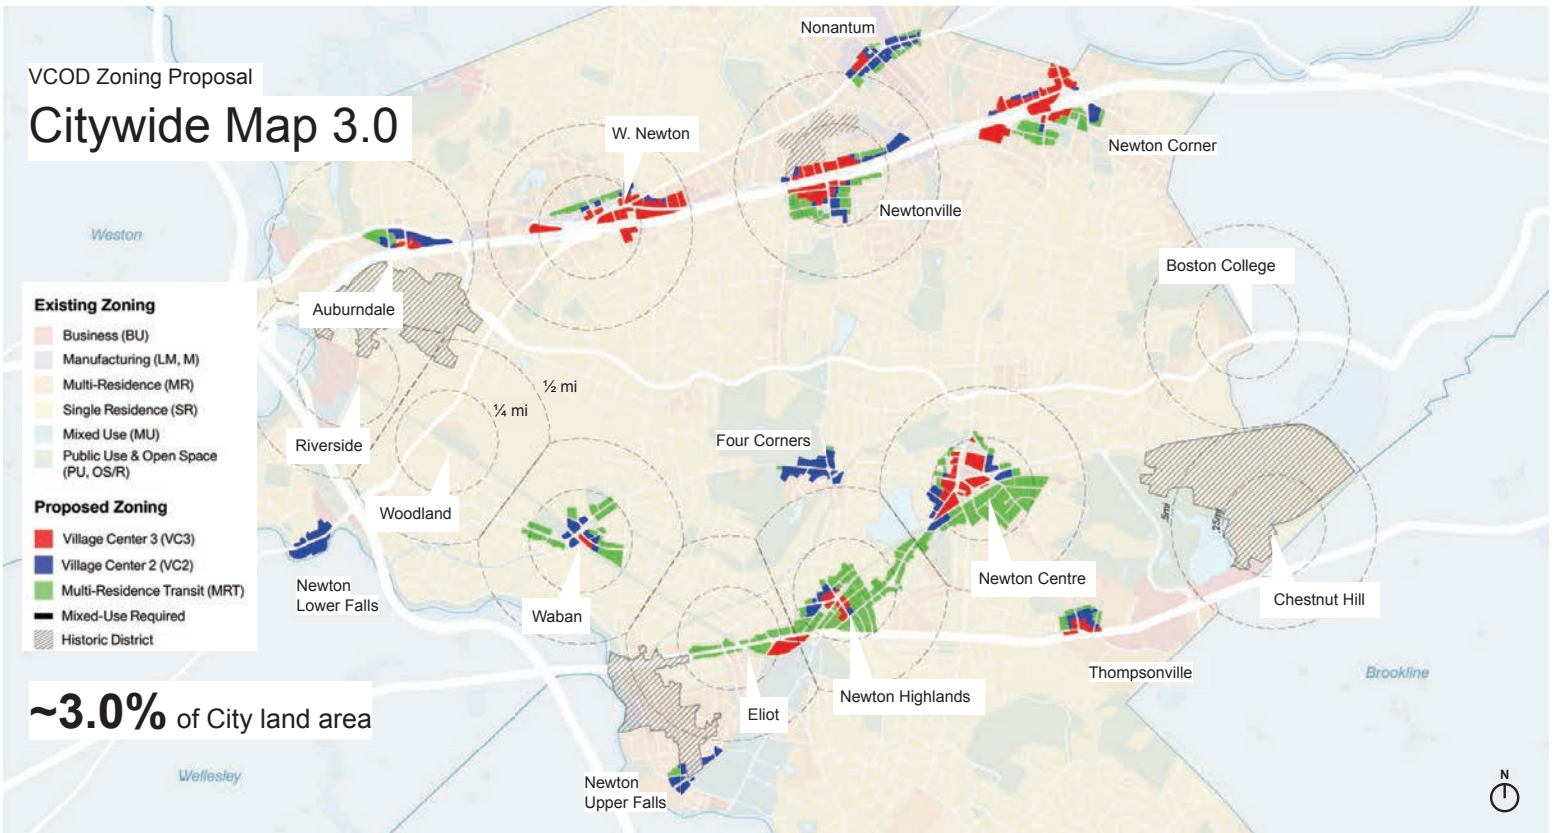 VCOD Zoning Proposal
Citywide Map 3.0
Nonantum
W. Newton
Newton Corner
Newtonville
Weston
Boston College
Auburndale
Existing Zoning
Business (BU)
Manufacturing (LM, M)
Multi-Residence (MR)
Single Residence (SR)
Mixed Use (MU)
Public Use & Open Space
(PU, OS/R)
Proposed Zoning
Village Center 3 (VC3)
Village Center 2 (VC2)
Multi-Residence Transit (MRT)
Mixed-Use Required
Historic District
½ mi
¼ mi
Riverside
Four Corners
Woodland
.5mi
.25mi
Newton Centre
Newton
Lower Falls
Waban
Chestnut Hill
Thompsonville
Brookline
Newton Highlands
Eliot
~3.0% of City land area
Wellesley
Newton
Upper Falls
N